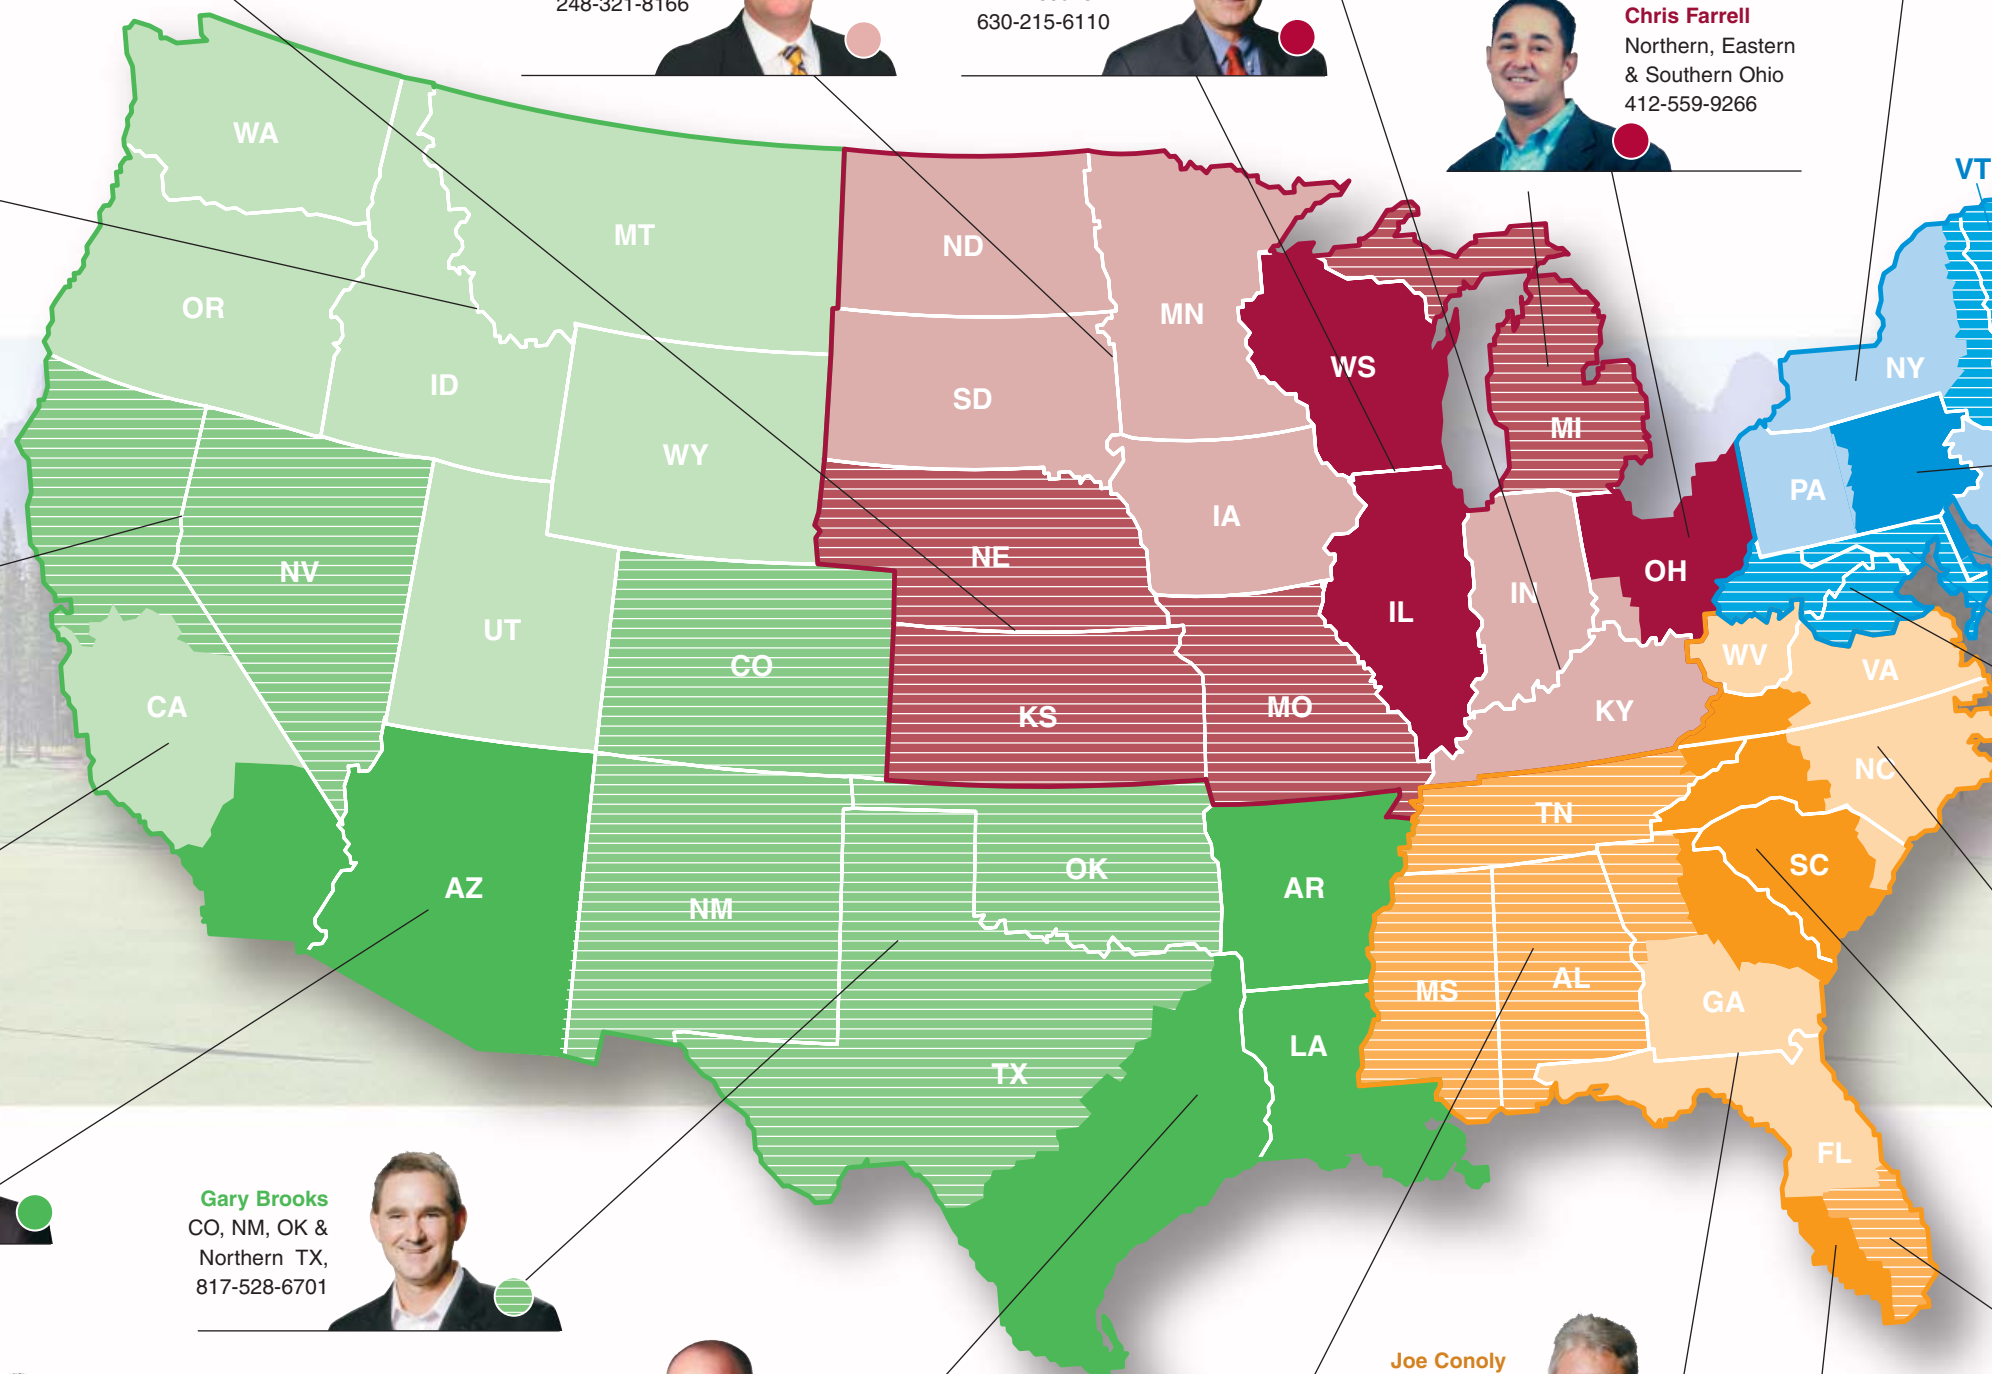 248-321-8166
630-215-6110
Chris Farrell
Northern, Eastern
& Southern Ohio
412-559-9266
WA
VT
MT
ND
OR
MN
WS
NY
ID
SD
MI
WY
PA
IA
NE
OH
NV
IN
IL
UT
CO
WV
VA
CA
KS
MO
KY
NC
TN
OK
SC
AZ
AR
NM
MS
AL
GA
LA
TX
FL
Gary Brooks
CO, NM, OK &
Northern TX,
817-528-6701
Joe Conoly